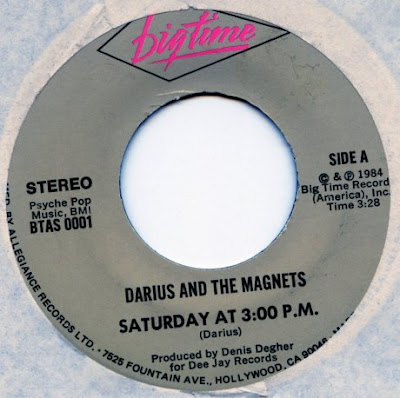 bigtime
STEREO
Psyche Pop
Music, BMI
BTAS 0001
SIDE A
© & ℗ 1984
Big Time Record
(America), Inc.
Time 3:28
DARIUS AND THE MAGNETS
SATURDAY AT 3:00 P.M.
(Darius)
Produced by Denis Degher
for Dee Jay Records
BY ALLEGIANCE RECORDS LTD. · 7525 FOUNTAIN AVE., HOLLYWOOD, CA 90046